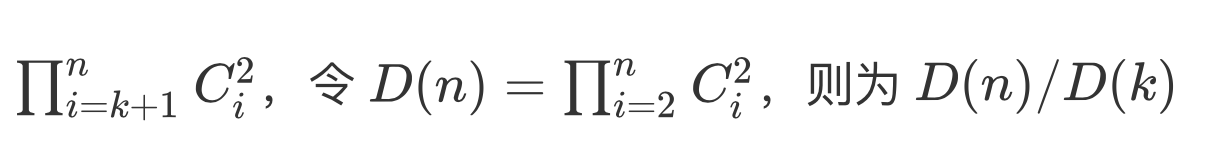 ∏_{i=k+1}^{n} C_i^2，令 D(n) = ∏_{i=2}^{n} C_i^2，则为 D(n)/D(k)